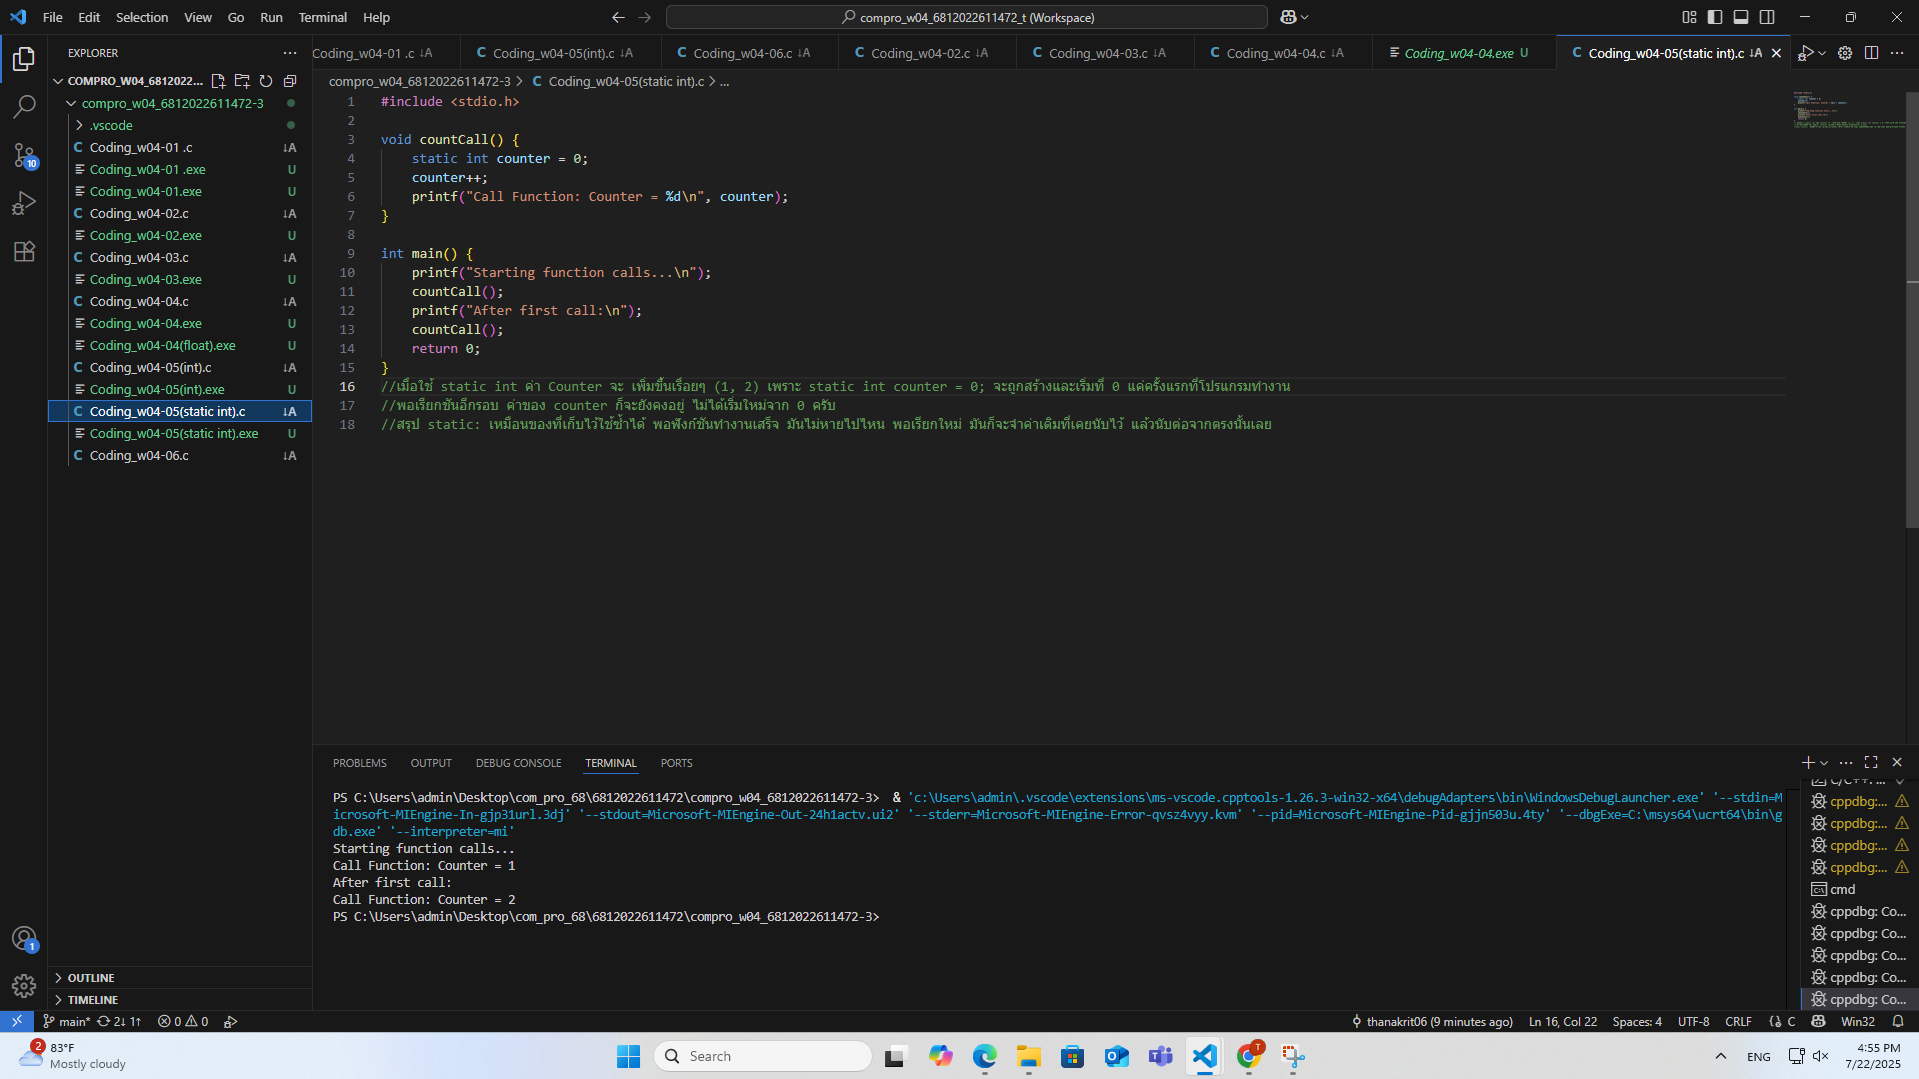 File Edit Selection View Go Run Terminal Help
compro_w04_6812022611472_t (Workspace)
EXPLORER
Coding_w04-01 .c ↓A
C Coding_w04-05(int).c ↓A
C Coding_w04-06.c ↓A
C Coding_w04-02.c ↓A
C Coding_w04-03.c ↓A
C Coding_w04-04.c ↓A
Coding_w04-04.exe U
C Coding_w04-05(static int).c ↓A
COMPRO_W04_6812022...
compro_w04_6812022611472-3
.vscode
C Coding_w04-01 .c ↓A
Coding_w04-01 .exe U
Coding_w04-01.exe U
C Coding_w04-02.c ↓A
Coding_w04-02.exe U
C Coding_w04-03.c ↓A
Coding_w04-03.exe U
C Coding_w04-04.c ↓A
Coding_w04-04.exe U
Coding_w04-04(float).exe U
C Coding_w04-05(int).c ↓A
Coding_w04-05(int).exe U
C Coding_w04-05(static int).c ↓A
Coding_w04-05(static int).exe U
C Coding_w04-06.c ↓A
10
1
OUTLINE
TIMELINE
compro_w04_6812022611472-3 > C Coding_w04-05(static int).c > ...
1 #include <stdio.h>
2
3 void countCall() {
4 static int counter = 0;
5 counter++;
6 printf("Call Function: Counter = %d\n", counter);
7 }
8
9 int main() {
10 printf("Starting function calls...\n");
11 countCall();
12 printf("After first call:\n");
13 countCall();
14 return 0;
15 }
16 //เมื่อใช้ static int ค่า Counter จะ เพิ่มขึ้นเรื่อยๆ (1, 2) เพราะ static int counter = 0; จะถูกสร้างและเริ่มที่ 0 แค่ครั้งแรกที่โปรแกรมทำงาน
17 //พอเรียกชันอีกรอบ ค่าของ counter ก็จะยังคงอยู่ ไม่ได้เริ่มใหม่จาก 0 ครับ
18 //สรุป static: เหมือนของที่เก็บไว้ใช้ซ้ำได้ พอฟังก์ชันทำงานเสร็จ มันไม่หายไปไหน พอเรียกใหม่ มันก็จะจำค่าเดิมที่เคยนับไว้ แล้วนับต่อจากตรงนั้นเลย
PROBLEMS OUTPUT DEBUG CONSOLE TERMINAL PORTS
PS C:\Users\admin\Desktop\com_pro_68\6812022611472\compro_w04_6812022611472-3> & 'c:\Users\admin\.vscode\extensions\ms-vscode.cpptools-1.26.3-win32-x64\debugAdapters\bin\WindowsDebugLauncher.exe' '--stdin=M
icrosoft-MIEngine-In-gjp31url.3dj' '--stdout=Microsoft-MIEngine-Out-24h1actv.ui2' '--stderr=Microsoft-MIEngine-Error-qvsz4vyy.kvm' '--pid=Microsoft-MIEngine-Pid-gjjn503u.4ty' '--dbgExe=C:\msys64\ucrt64\bin\g
db.exe' '--interpreter=mi'
Starting function calls...
Call Function: Counter = 1
After first call:
Call Function: Counter = 2
PS C:\Users\admin\Desktop\com_pro_68\6812022611472\compro_w04_6812022611472-3>
cppdbg:...
cppdbg:...
cppdbg:...
cppdbg:...
cmd
cppdbg: Co...
cppdbg: Co...
cppdbg: Co...
cppdbg: Co...
cppdbg: Co...
main* 2↓ 1↑ 0 0
thanakrit06 (9 minutes ago) Ln 16, Col 22 Spaces: 4 UTF-8 CRLF C Win32
2
83°F
Mostly cloudy
Search
T
ENG
4:55 PM
7/22/2025